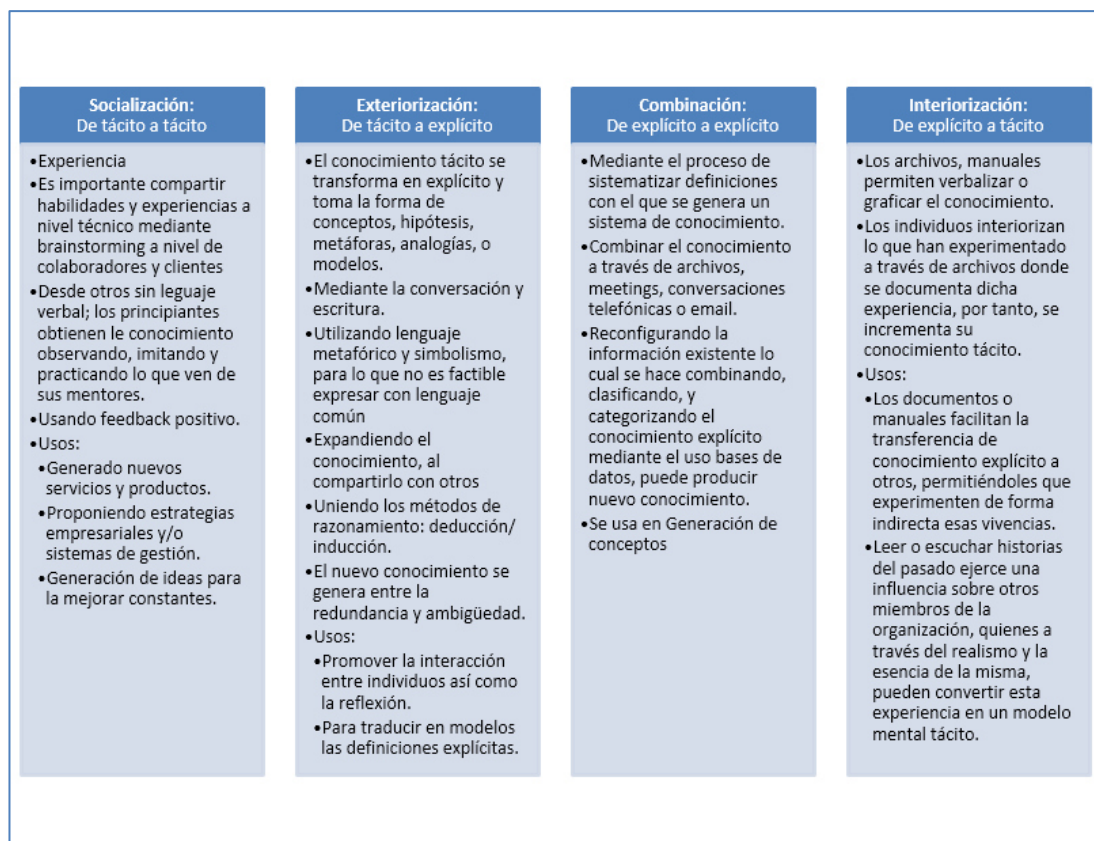 Socialización:
De tácito a tácito
•Experiencia
•Es importante compartir
habilidades y experiencias a
nivel técnico mediante
brainstorming a nivel de
colaboradores y clientes
•Desde otros sin leguaje
verbal; los principiantes
obtienen le conocimiento
observando, imitando y
practicando lo que ven de
sus mentores.
•Usando feedback positivo.
•Usos:
•Generado nuevos
servicios y productos.
•Proponiendo estrategias
empresariales y/o
sistemas de gestión.
•Generación de ideas para
la mejorar constantes.
Exteriorización:
De tácito a explícito
•El conocimiento tácito se
transforma en explícito y
toma la forma de
conceptos, hipótesis,
metáforas, analogías, o
modelos.
•Mediante la conversación y
escritura.
•Utilizando lenguaje
metafórico y simbolismo,
para lo que no es factible
expresar con lenguaje
común
•Expandiendo el
conocimiento, al
compartirlo con otros
•Uniendo los métodos de
razonamiento: deducción/
inducción.
•El nuevo conocimiento se
genera entre la
redundancia y ambigüedad.
•Usos:
•Promover la interacción
entre individuos así como
la reflexión.
•Para traducir en modelos
las definiciones explícitas.
Combinación:
De explícito a explícito
•Mediante el proceso de
sistematizar definiciones
con el que se genera un
sistema de conocimiento.
•Combinar el conocimiento
a través de archivos,
meetings, conversaciones
telefónicas o email.
•Reconfigurando la
información existente lo
cual se hace combinando,
clasificando, y
categorizando el
conocimiento explícito
mediante el uso bases de
datos, puede producir
nuevo conocimiento.
•Se usa en Generación de
conceptos
Interiorización:
De explícito a tácito
•Los archivos, manuales
permiten verbalizar o
graficar el conocimiento.
•Los individuos interiorizan
lo que han experimentado
a través de archivos donde
se documenta dicha
experiencia, por tanto, se
incrementa su
conocimiento tácito.
•Usos:
•Los documentos o
manuales facilitan la
transferencia de
conocimiento explícito a
otros, permitiéndoles que
experimenten de forma
indirecta esas vivencias.
•Leer o escuchar historias
del pasado ejerce una
influencia sobre otros
miembros de la
organización, quienes a
través del realismo y la
esencia de la misma,
pueden convertir esta
experiencia en un modelo
mental tácito.